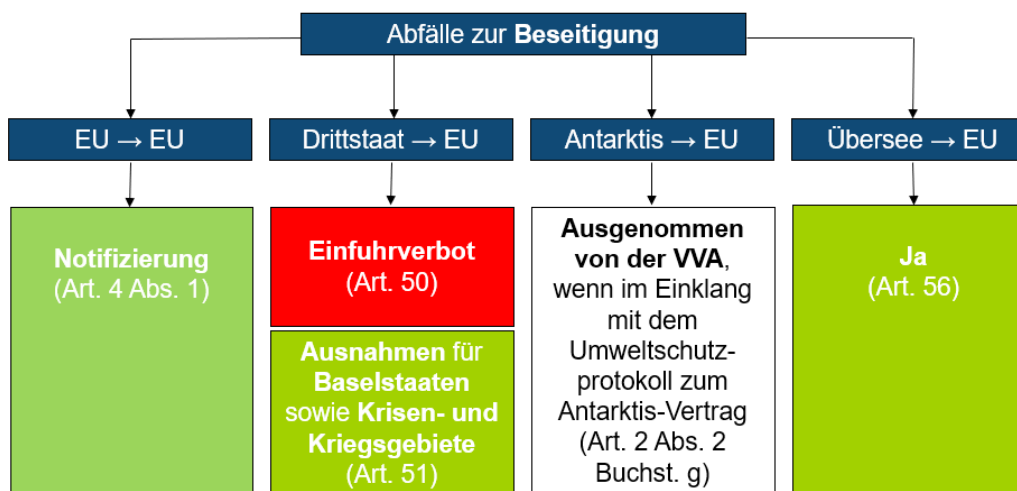 Abfälle zur Beseitigung
EU → EU
Drittstaat → EU
Antarktis → EU
Übersee → EU
Notifizierung
(Art. 4 Abs. 1)
Einfuhrverbot
(Art. 50)
Ausnahmen für
Baselstaaten
sowie Krisen- und
Kriegsgebiete
(Art. 51)
Ausgenommen
von der VVA,
wenn im Einklang
mit dem
Umweltschutz-
protokoll zum
Antarktis-Vertrag
(Art. 2 Abs. 2
Buchst. g)
Ja
(Art. 56)